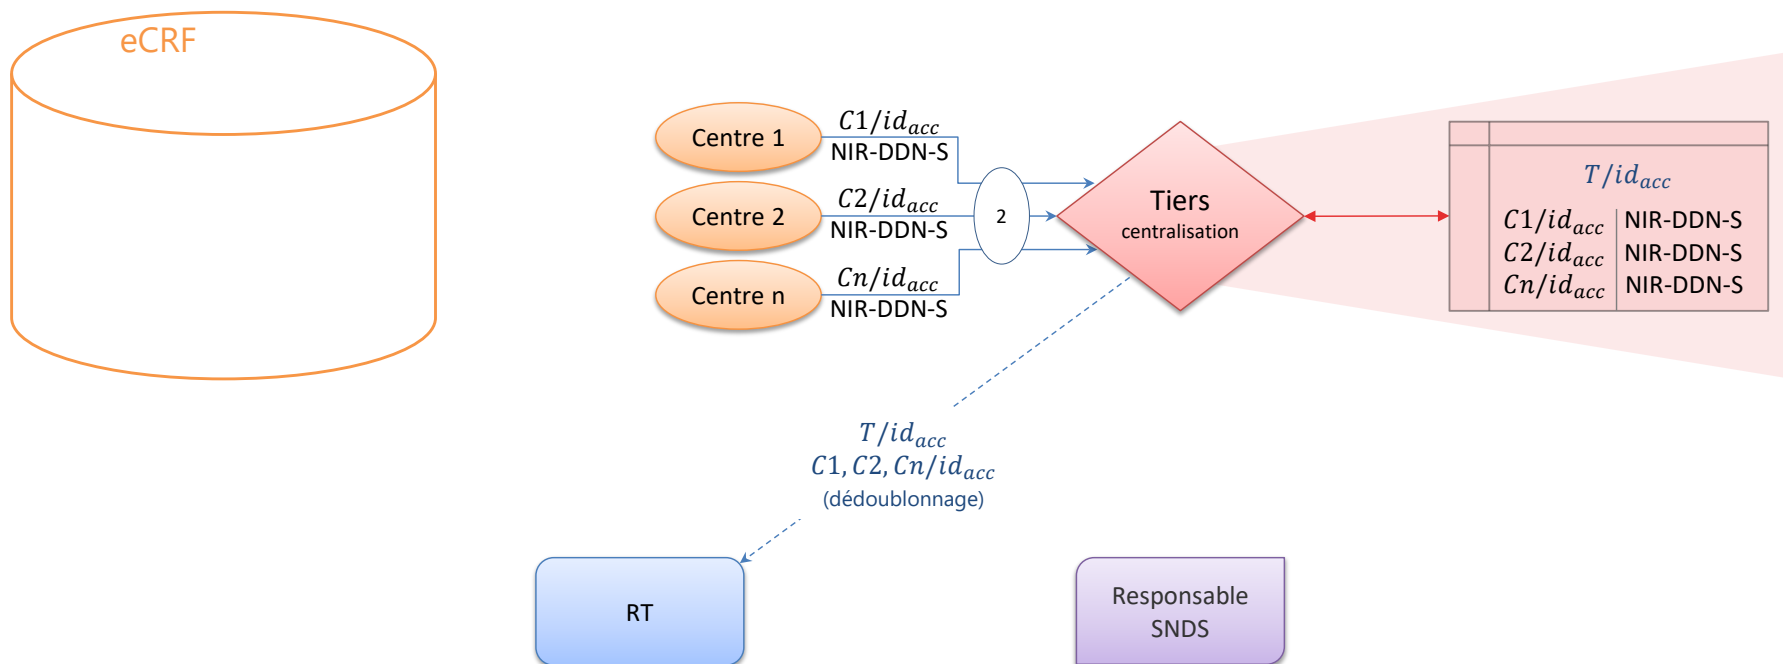 eCRF
Centre 1
C1/id_acc
NIR-DDN-S
Centre 2
C2/id_acc
NIR-DDN-S
Centre n
Cn/id_acc
NIR-DDN-S
2
Tiers
centralisation
T/id_acc
C1/id_acc NIR-DDN-S
C2/id_acc NIR-DDN-S
Cn/id_acc NIR-DDN-S
T/id_acc
C1, C2, Cn/id_acc
(dédoublonnage)
RT
Responsable
SNDS